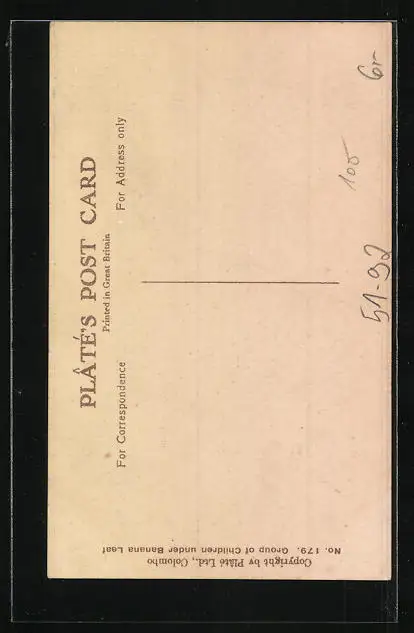 PLÂTÉ'S POST CARD
Printed in Great Britain
For Correspondence
For Address only
No. 179. Group of Children under Banana Leaf
Copyright by Plâté Ltd., Colombo
6r
100
51-92